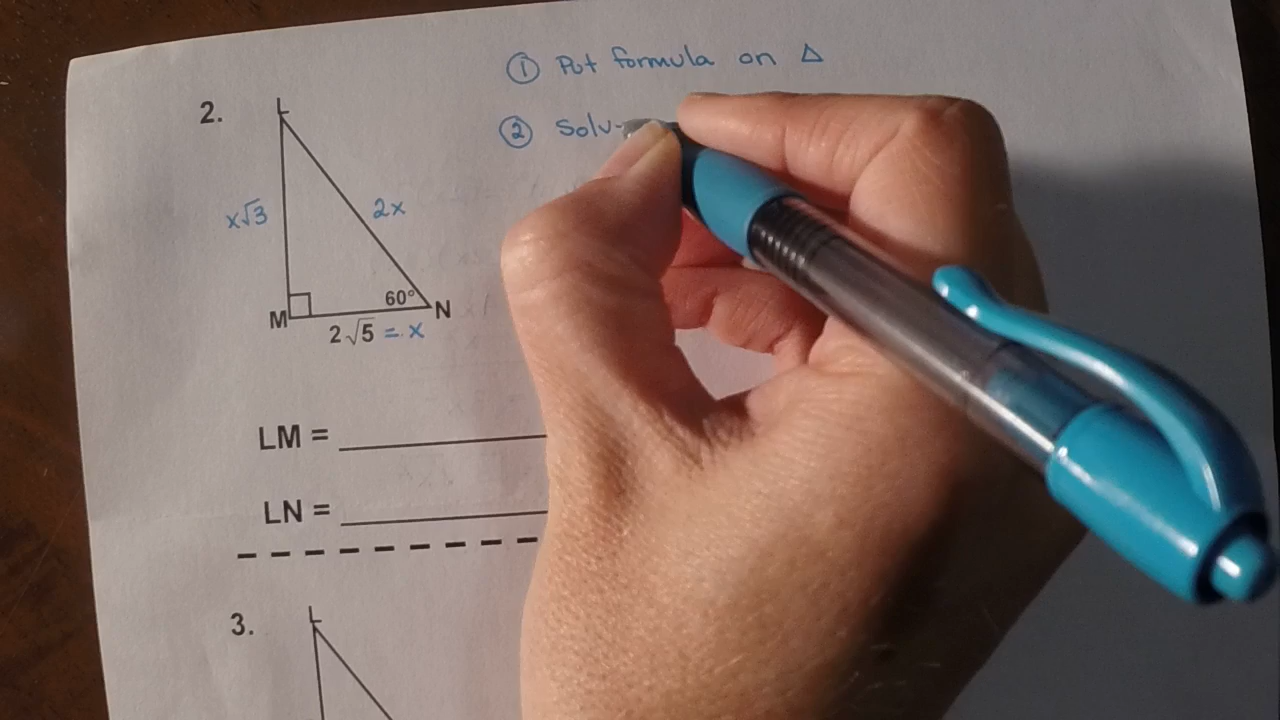 ① Put formula on △
2.
L
② Solv
x√3
2x
60°
M
N
2√5 = x
LM =
LN =
3.
L